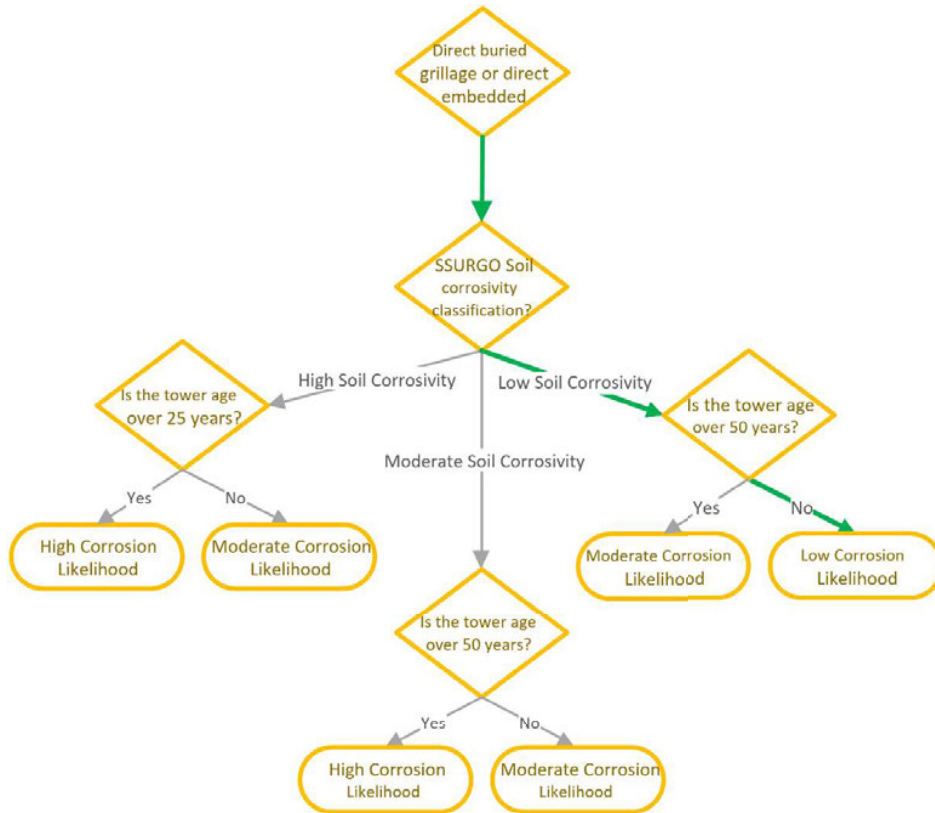 Direct buried
grillage or direct
embedded
SSURGO Soil
corrosivity
classification?
High Soil Corrosivity
Low Soil Corrosivity
Is the tower age
over 25 years?
Is the tower age
over 50 years?
Moderate Soil Corrosivity
Yes
No
Yes
No
High Corrosion
Likelihood
Moderate Corrosion
Likelihood
Moderate Corrosion
Likelihood
Low Corrosion
Likelihood
Is the tower age
over 50 years?
Yes
No
High Corrosion
Likelihood
Moderate Corrosion
Likelihood